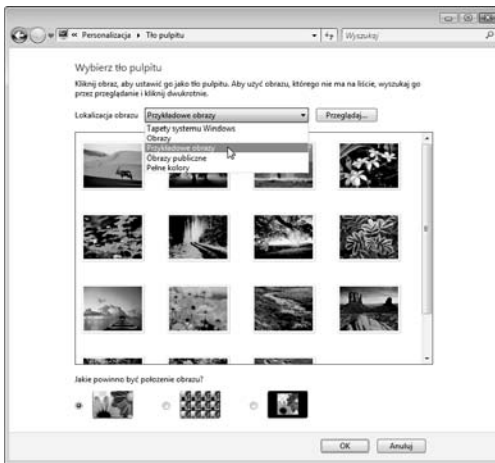 « Personalizacja ▸ Tło pulpitu
Wyszukaj
Wybierz tło pulpitu
Kliknij obraz, aby ustawić go jako tło pulpitu. Aby użyć obrazu, którego nie ma na liście, wyszukaj go
przez przeglądanie i kliknij dwukrotnie.
Lokalizacja obrazu Przykładowe obrazy Przeglądaj...
Tapety systemu Windows
Obrazy
Przykładowe obrazy
Obrazy publiczne
Pełne kolory
Jakie powinno być położenie obrazu?
OK Anuluj